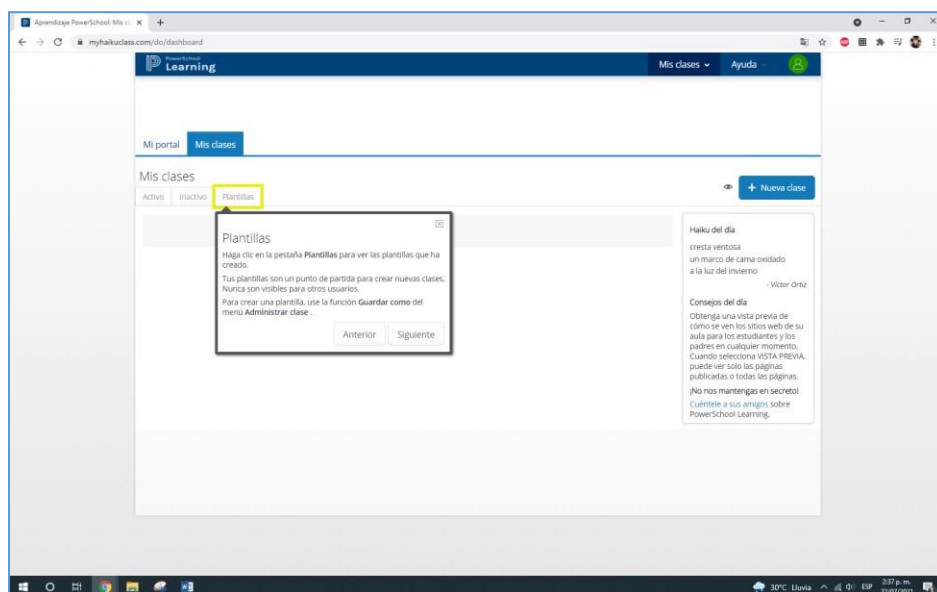 Aprendizaje PowerSchool: Mis cl
myhaikuclass.com/do/dashboard
PowerSchool
Learning
Mis clases
Ayuda
Mi portal
Mis clases
Mis clases
Activo
Inactivo
Plantillas
+ Nueva clase
Plantillas
Haga clic en la pestaña Plantillas para ver las plantillas que ha
creado.
Tus plantillas son un punto de partida para crear nuevas clases.
Nunca son visibles para otros usuarios.
Para crear una plantilla, use la función Guardar como del
menú Administrar clase .
Anterior
Siguiente
Haiku del día
cresta ventosa
un marco de cama oxidado
a la luz del invierno
- Víctor Ortiz
Consejos del día
Obtenga una vista previa de
cómo se ven los sitios web de su
aula para los estudiantes y los
padres en cualquier momento.
Cuando selecciona VISTA PREVIA,
puede ver solo las páginas
publicadas o todas las páginas.
¡No nos mantengas en secreto!
Cuéntele a sus amigos sobre
PowerSchool Learning.
30°C Lluvia
ESP
2:37 p. m.